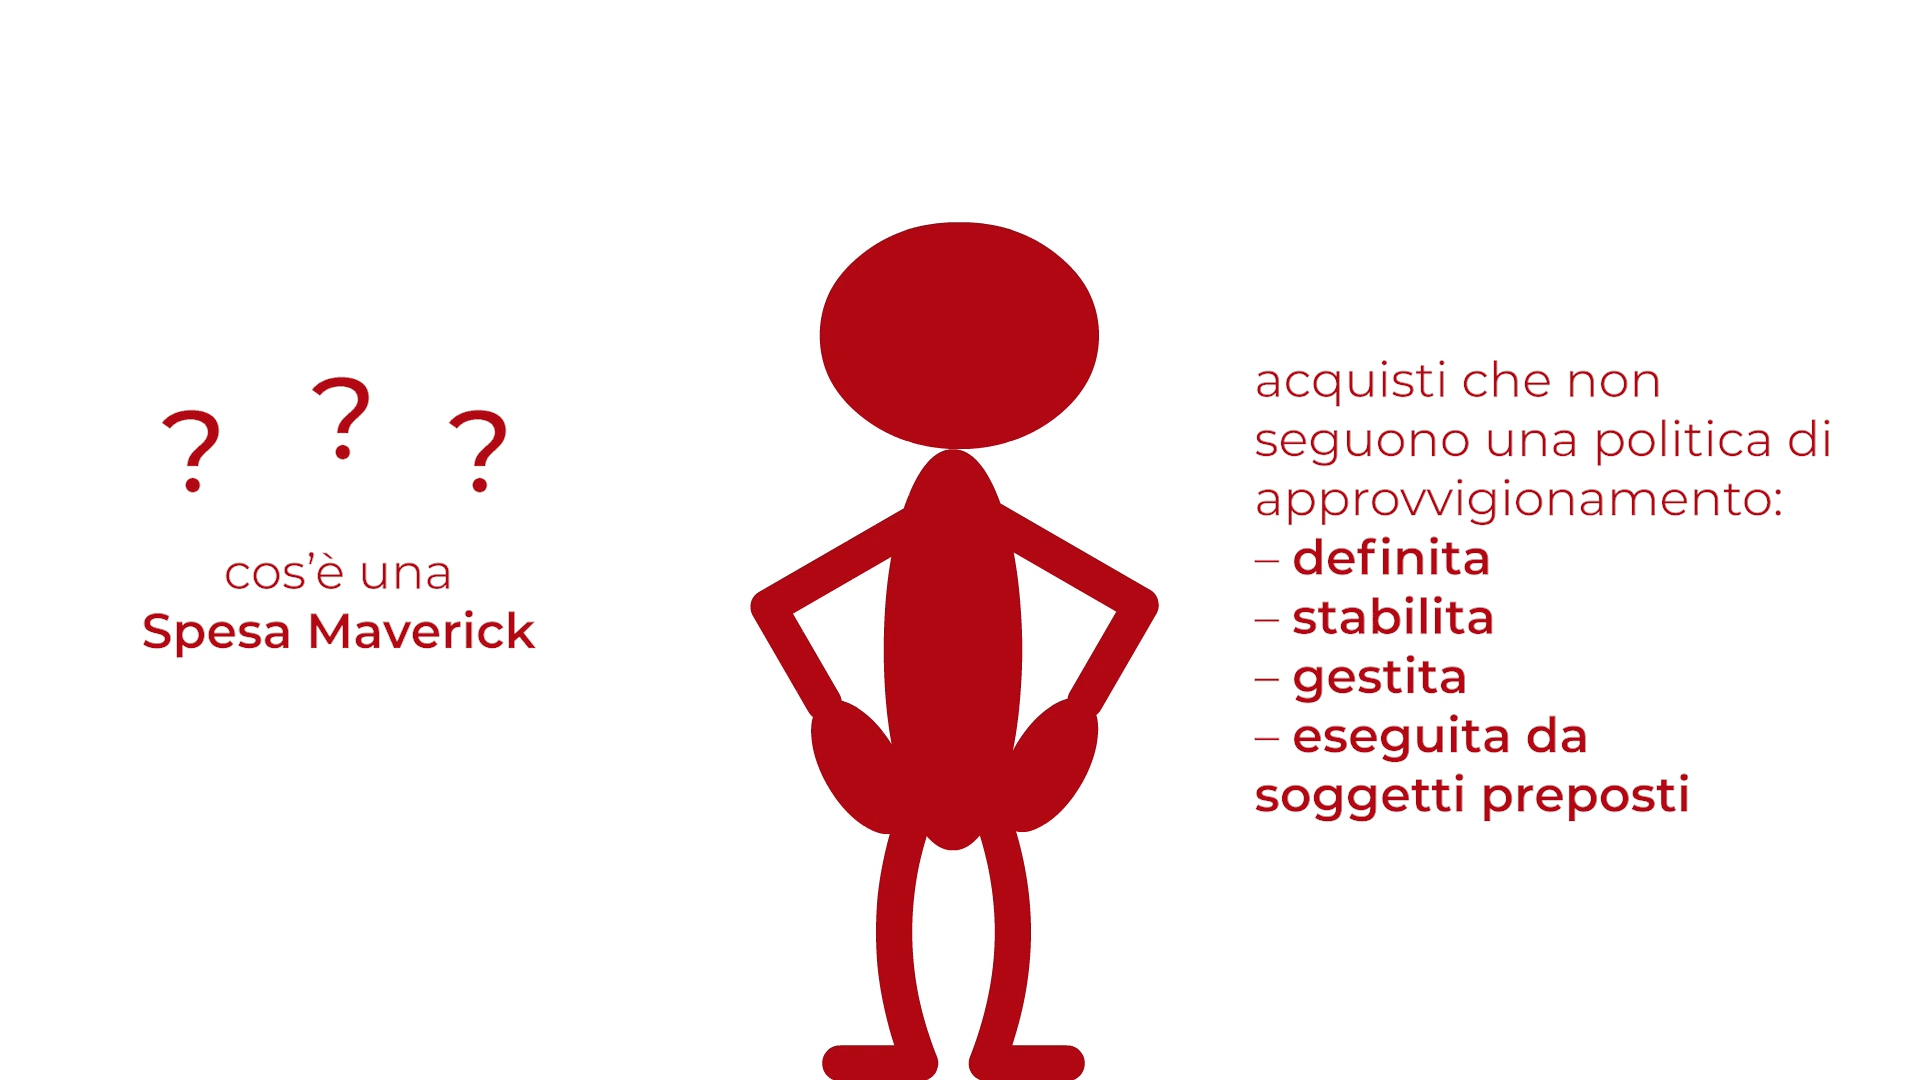 ? ? ?
cos’è una
Spesa Maverick
acquisti che non
seguono una politica di
approvvigionamento:
– definita
– stabilita
– gestita
– eseguita da
soggetti preposti